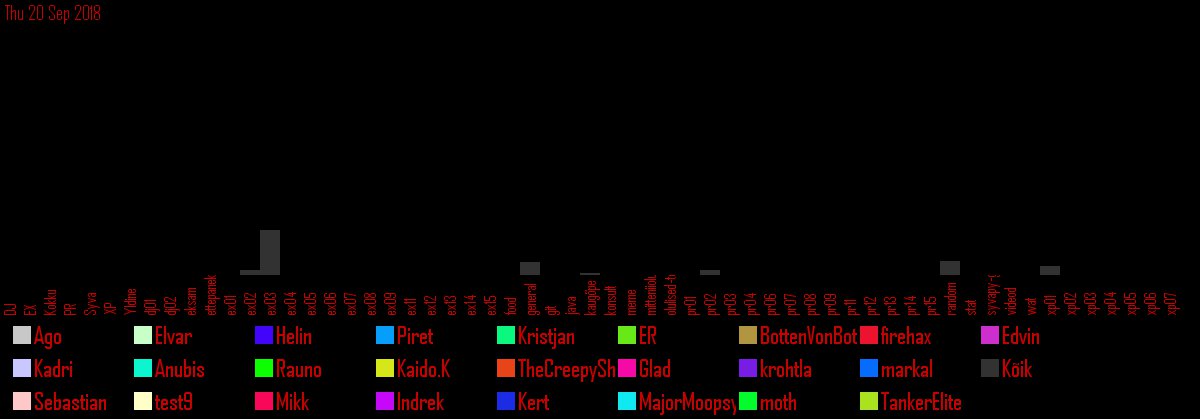 Thu 20 Sep 2018
DJ EX Kokku PR Syva XP Yldine dj01 dj02 eksam ettepanek ex01 ex02 ex03 ex04 ex05 ex06 ex07 ex08 ex09 ex11 ex12 ex13 ex14 ex15 food general git java kaugõpe konsult meme mitteniiol. olulised-t pr01 pr02 pr03 pr04 pr06 pr07 pr08 pr09 pr11 pr12 pr13 pr14 pr15 random stat syvapy-t videod wat xp01 xp02 xp03 xp04 xp05 xp06 xp07
Ago Elvar Helin Piret Kristjan ER BottenVonBot firehax Edvin
Kadri Anubis Rauno Kaido.K TheCreepySh Glad krohtla markal Kõik
Sebastian test9 Mikk Indrek Kert MajorMoopsy moth TankerElite